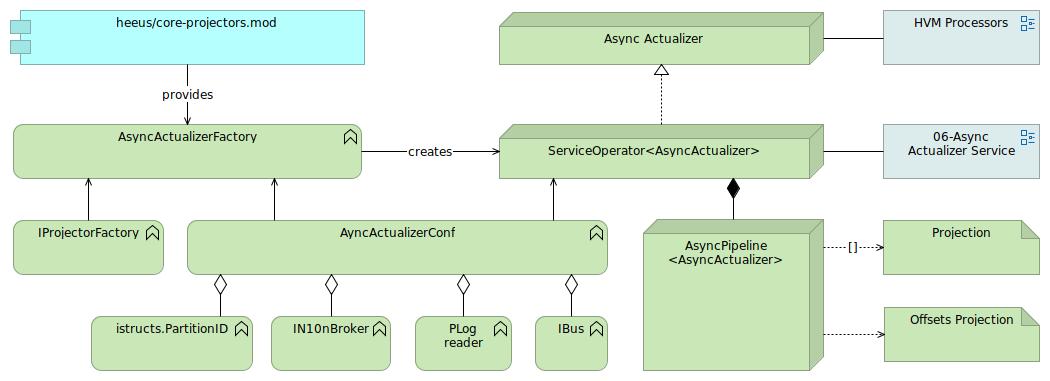 heeus/core-projectors.mod
Async Actualizer
HVM Processors
provides
AsyncActualizerFactory
creates
ServiceOperator<AsyncActualizer>
06-Async
Actualizer Service
IProjectorFactory
AyncActualizerConf
AsyncPipeline
<AsyncActualizer>
[]
Projection
istructs.PartitionID
IN10nBroker
PLog
reader
IBus
Offsets Projection